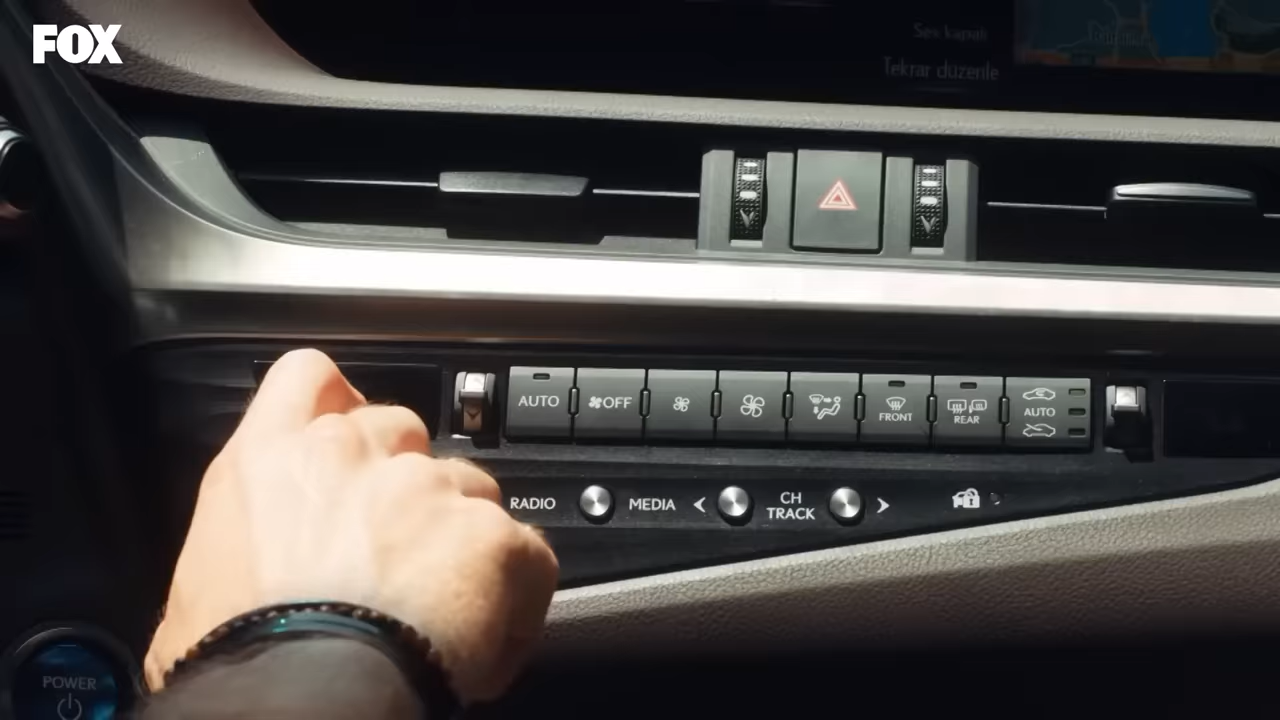 FOX
Ses kapalı
Tekrar düzenle
AUTO
OFF
FRONT
REAR
AUTO
RADIO
MEDIA
CH
TRACK
POWER